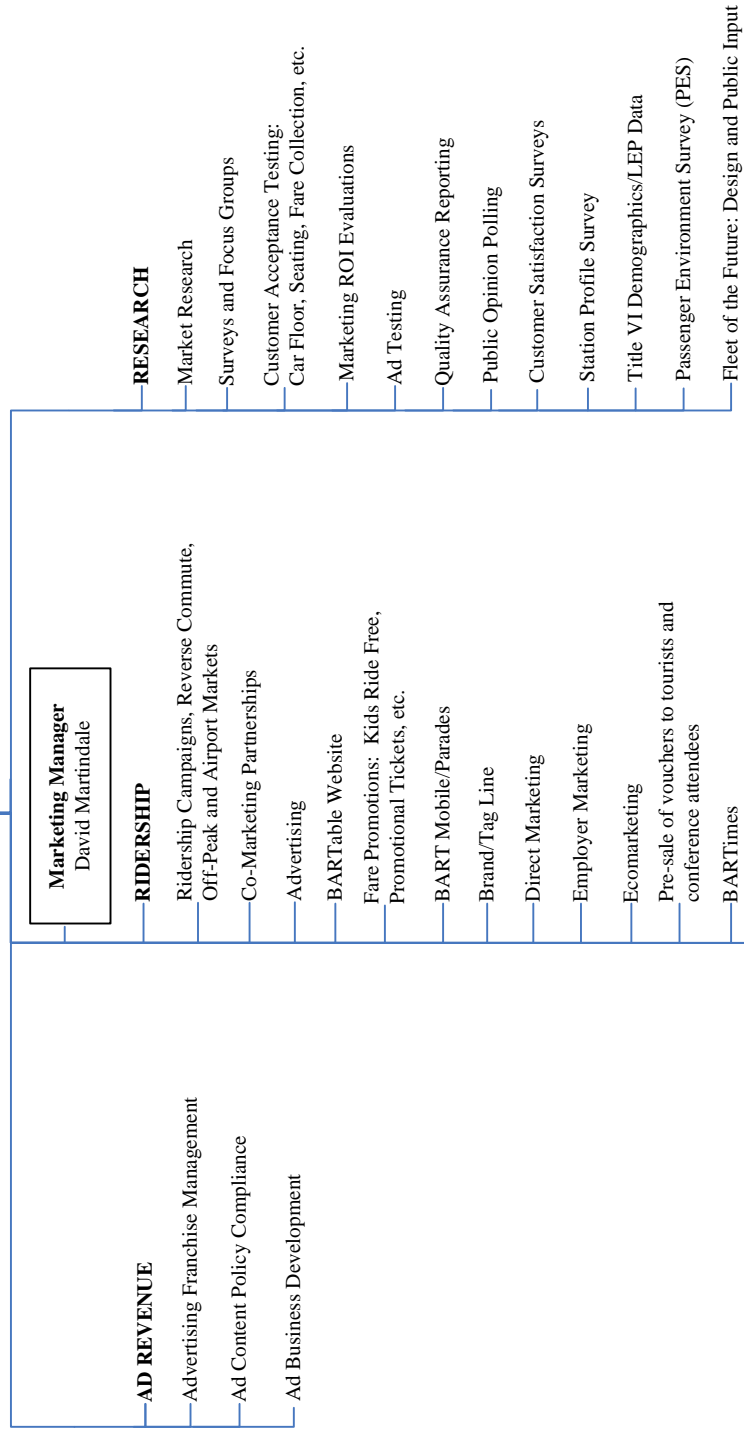 Marketing Manager
David Martindale
AD REVENUE
Advertising Franchise Management
Ad Content Policy Compliance
Ad Business Development
RIDERSHIP
Ridership Campaigns, Reverse Commute,
Off-Peak and Airport Markets
Co-Marketing Partnerships
Advertising
BARTable Website
Fare Promotions: Kids Ride Free,
Promotional Tickets, etc.
BART Mobile/Parades
Brand/Tag Line
Direct Marketing
Employer Marketing
Ecomarketing
Pre-sale of vouchers to tourists and
conference attendees
BARTimes
RESEARCH
Market Research
Surveys and Focus Groups
Customer Acceptance Testing:
Car Floor, Seating, Fare Collection, etc.
Marketing ROI Evaluations
Ad Testing
Quality Assurance Reporting
Public Opinion Polling
Customer Satisfaction Surveys
Station Profile Survey
Title VI Demographics/LEP Data
Passenger Environment Survey (PES)
Fleet of the Future: Design and Public Input